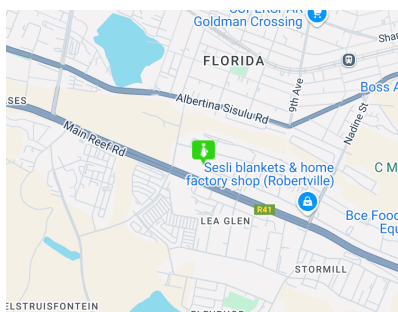 Goldman Crossing
FLORIDA
Albertina Sisulu Rd
9th Ave
Boss A
Nadine St
SES
Main Reef Rd
Sesli blankets & home
factory shop (Robertville)
C M
R41
LEA GLEN
Bce Food
Equ
STORMILL
ELSTRUISFONTEIN